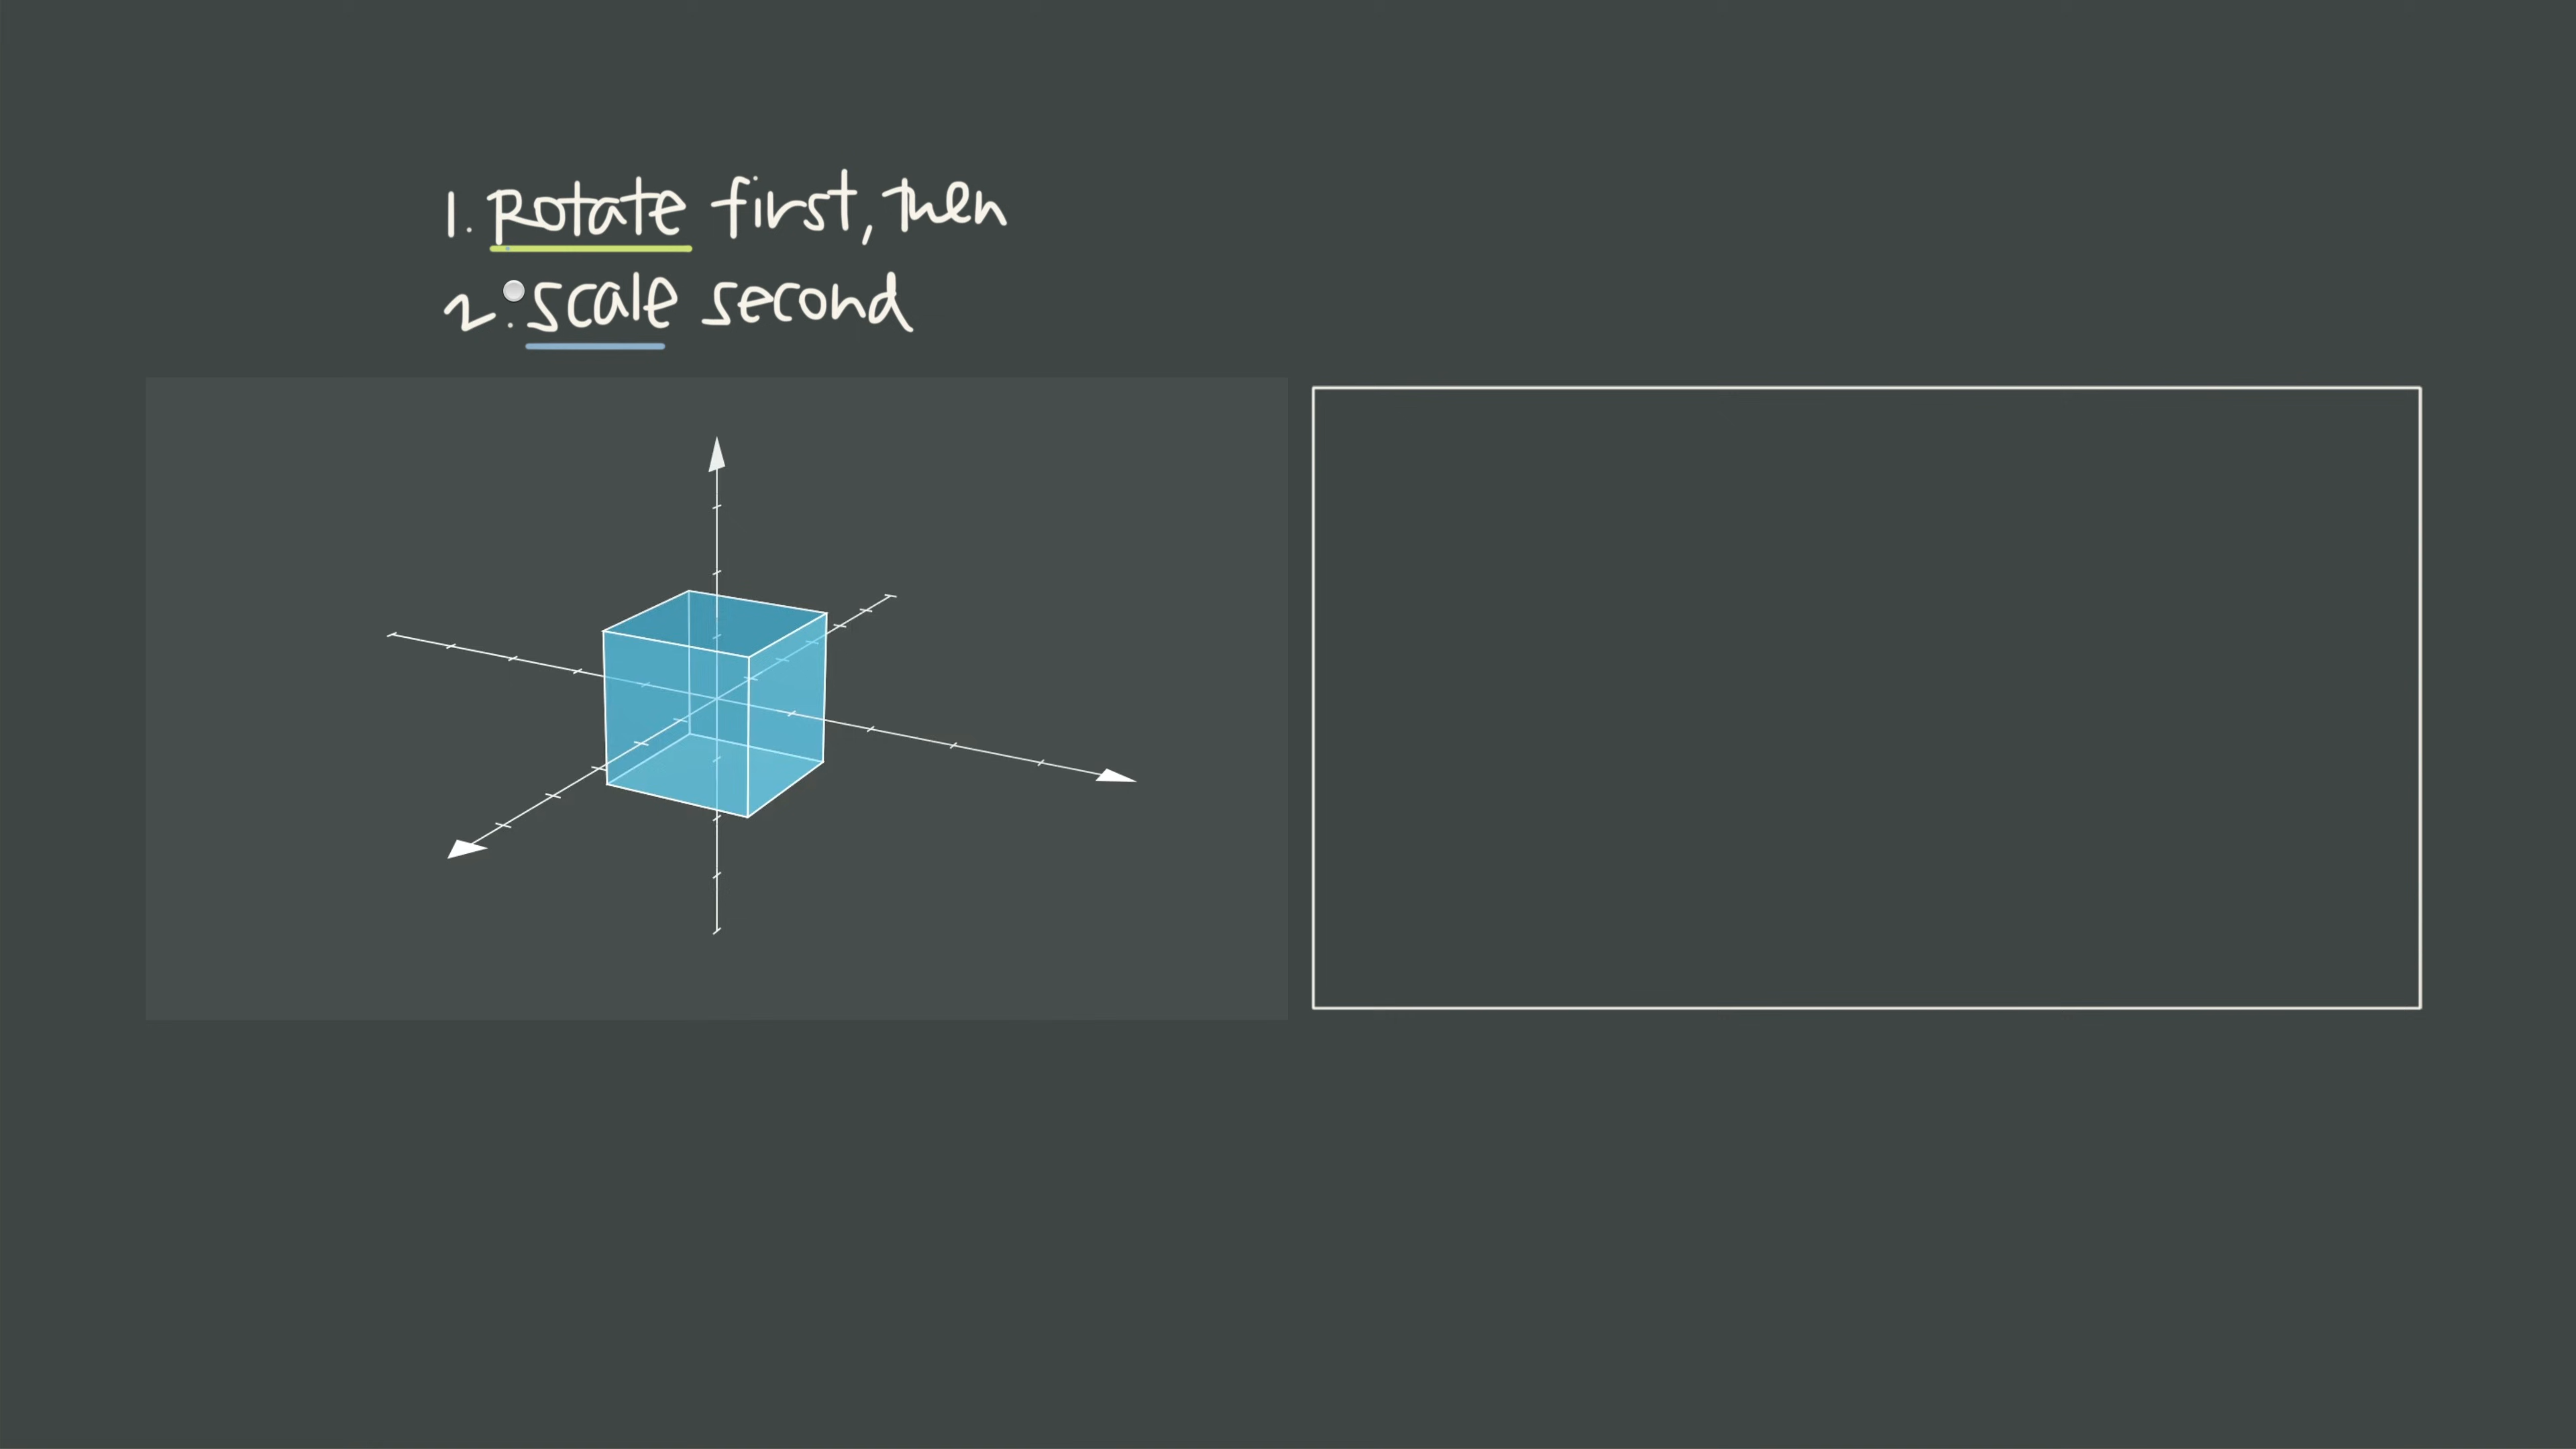 1. Rotate first, then
2. scale second